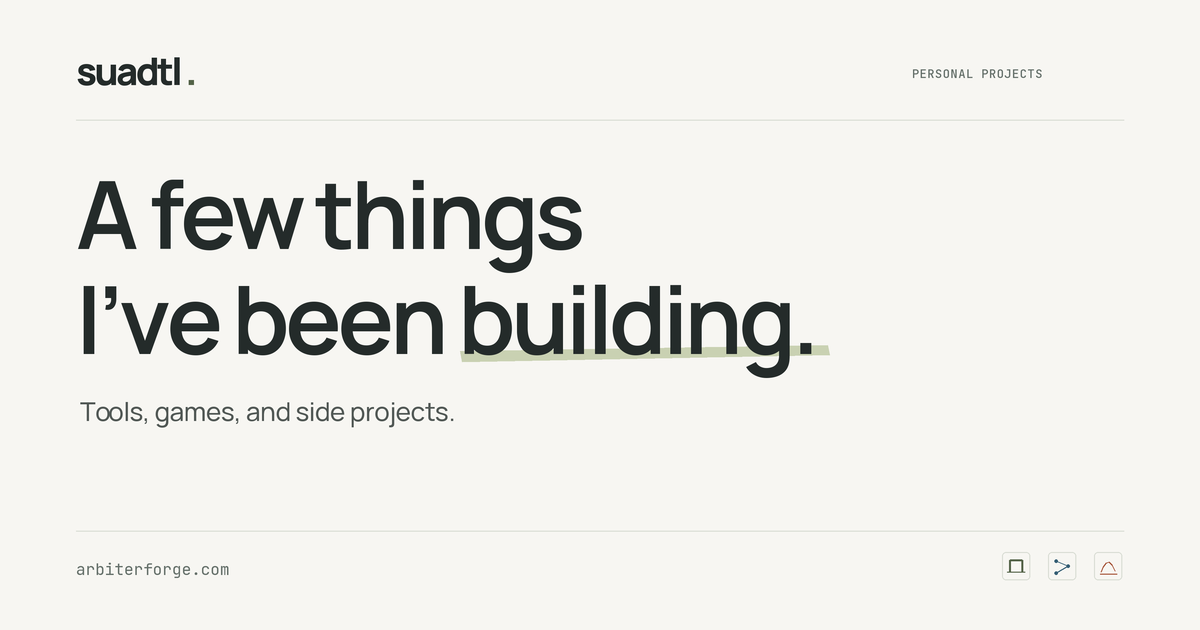 suadtl.
PERSONAL PROJECTS
A few things
I’ve been building.
Tools, games, and side projects.
arbiterforge.com